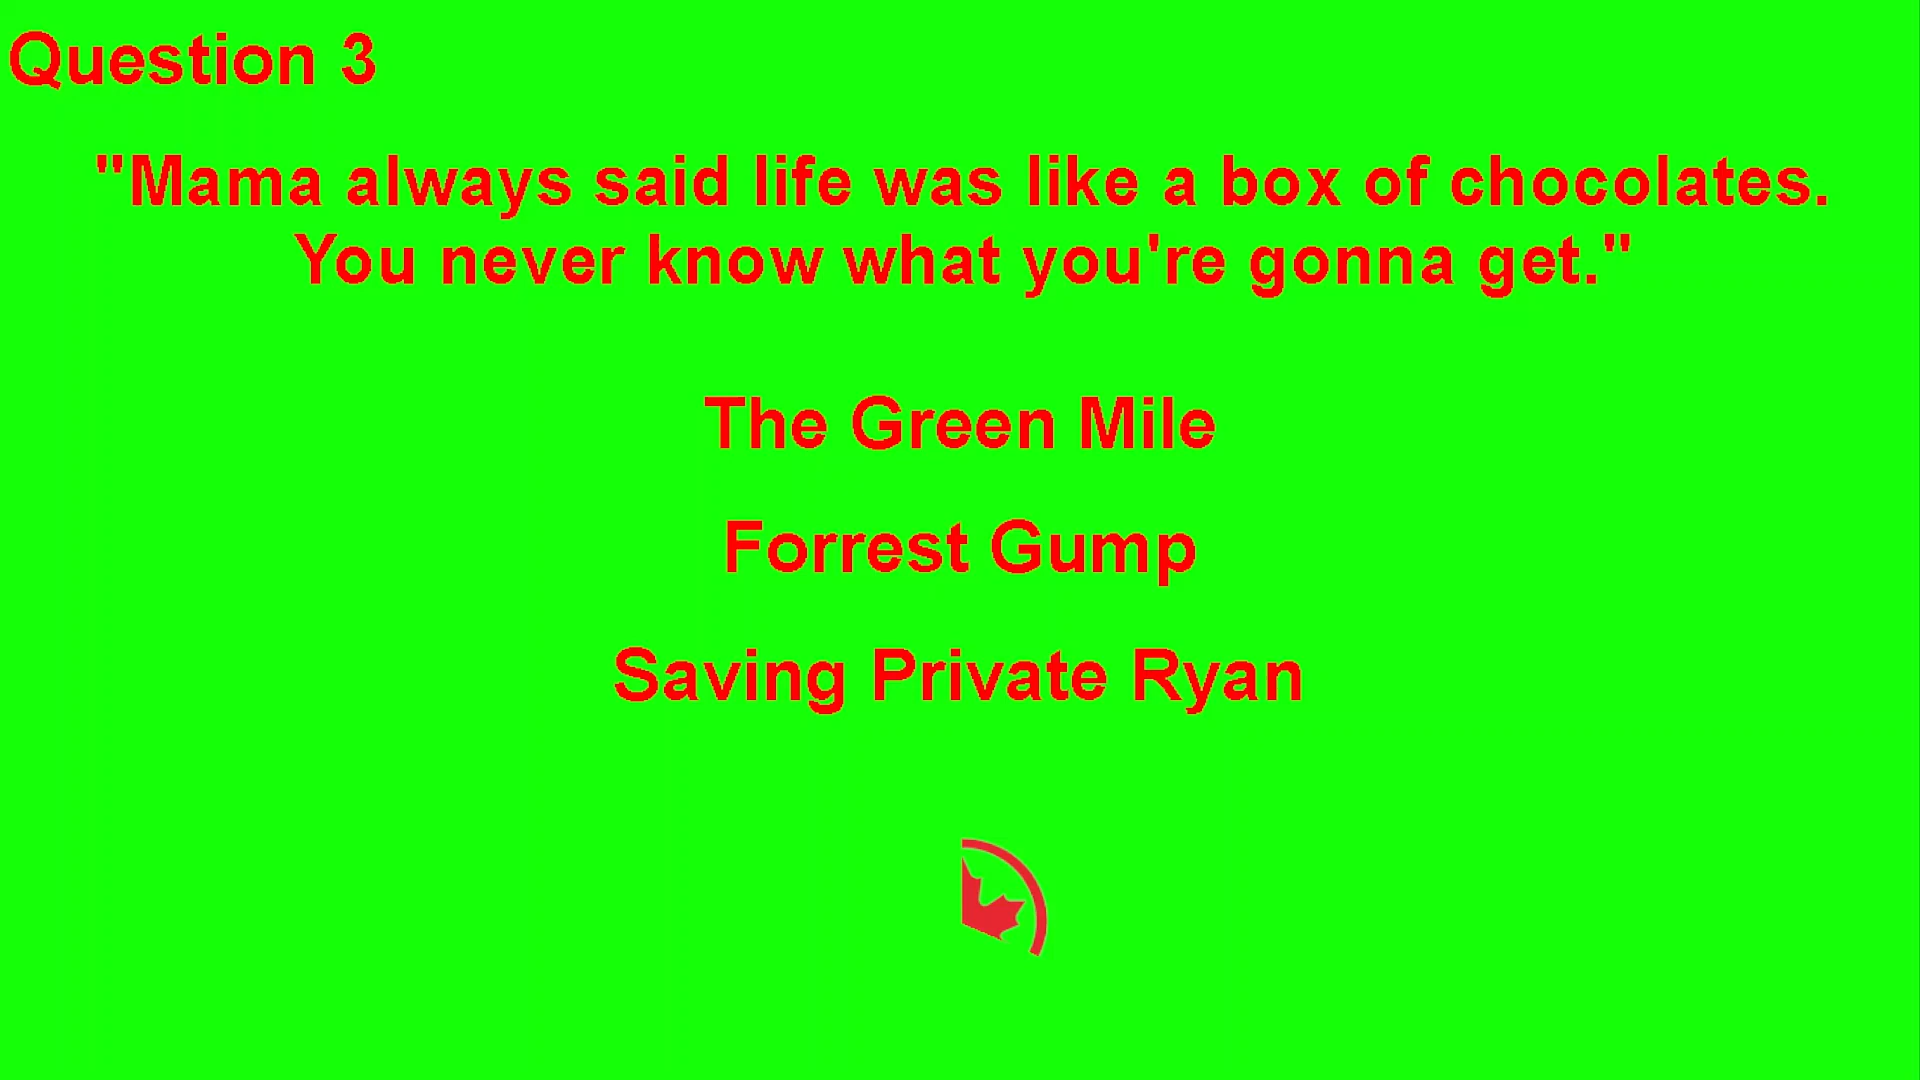 Question 3
"Mama always said life was like a box of chocolates.
You never know what you're gonna get."
The Green Mile
Forrest Gump
Saving Private Ryan